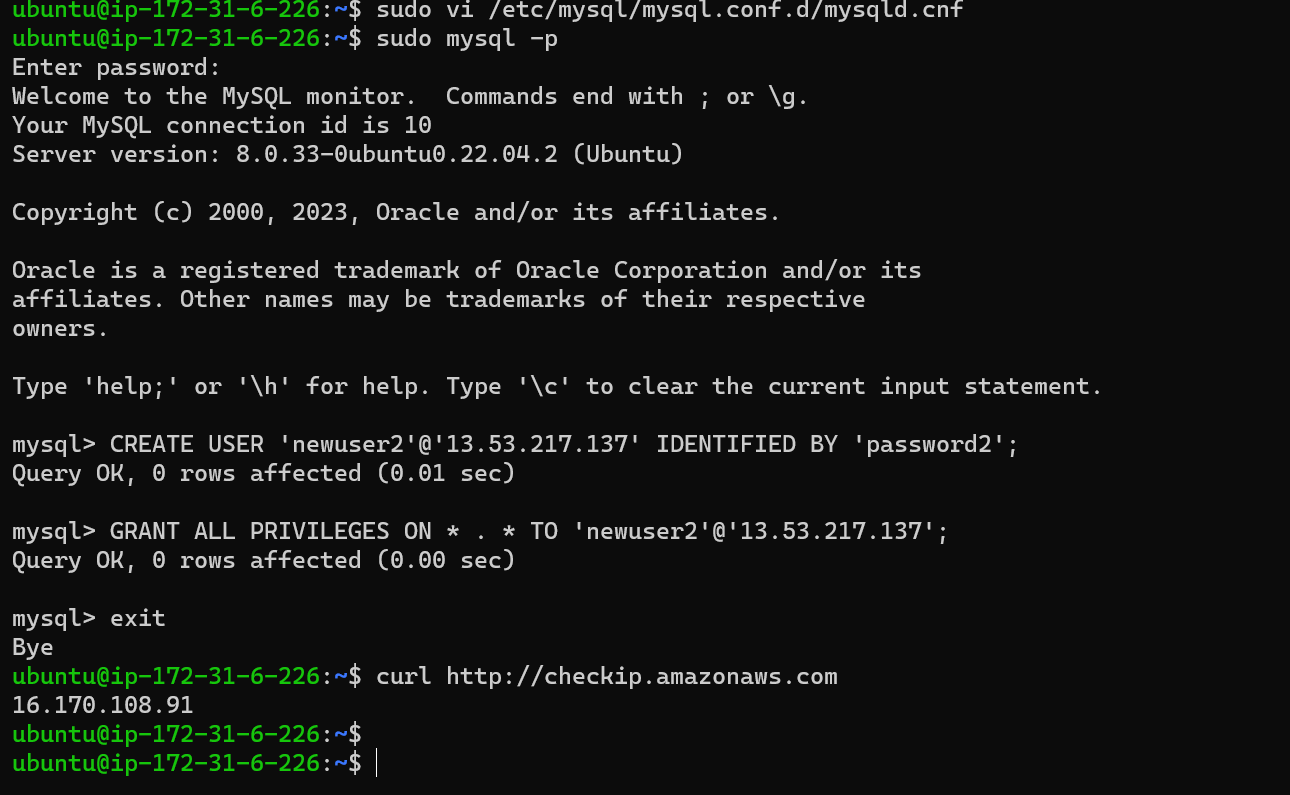 ubuntu@ip-172-31-6-226:~$ sudo vi /etc/mysql/mysql.conf.d/mysqld.cnf
ubuntu@ip-172-31-6-226:~$ sudo mysql -p
Enter password:
Welcome to the MySQL monitor.  Commands end with ; or \g.
Your MySQL connection id is 10
Server version: 8.0.33-0ubuntu0.22.04.2 (Ubuntu)

Copyright (c) 2000, 2023, Oracle and/or its affiliates.

Oracle is a registered trademark of Oracle Corporation and/or its
affiliates. Other names may be trademarks of their respective
owners.

Type 'help;' or '\h' for help. Type '\c' to clear the current input statement.

mysql> CREATE USER 'newuser2'@'13.53.217.137' IDENTIFIED BY 'password2';
Query OK, 0 rows affected (0.01 sec)

mysql> GRANT ALL PRIVILEGES ON * . * TO 'newuser2'@'13.53.217.137';
Query OK, 0 rows affected (0.00 sec)

mysql> exit
Bye
ubuntu@ip-172-31-6-226:~$ curl http://checkip.amazonaws.com
16.170.108.91
ubuntu@ip-172-31-6-226:~$
ubuntu@ip-172-31-6-226:~$